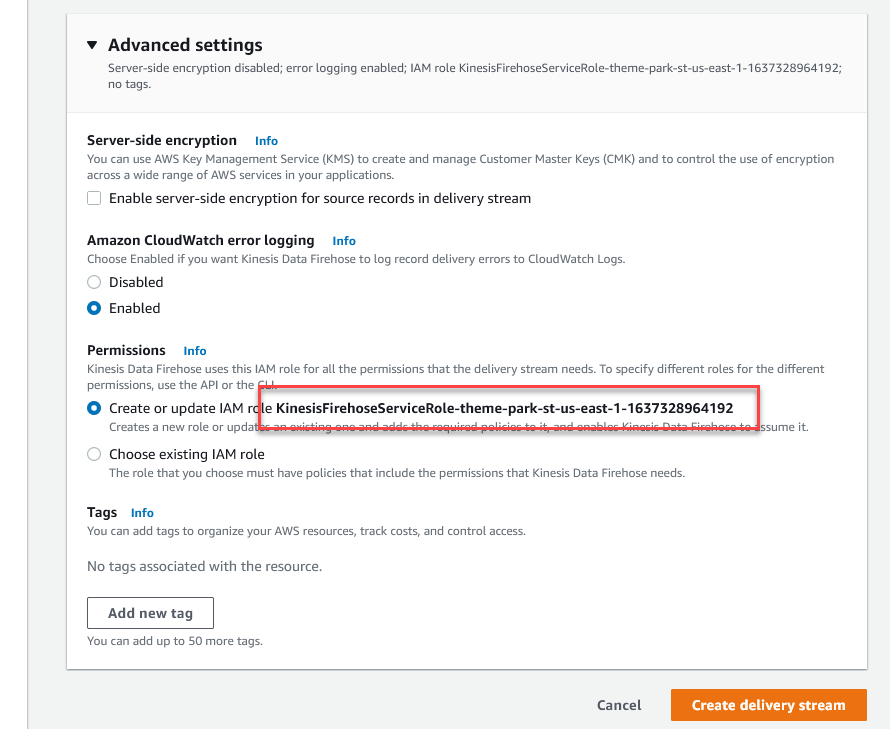 Advanced settings
Server-side encryption disabled; error logging enabled; IAM role KinesisFirehoseServiceRole-theme-park-st-us-east-1-1637328964192;
no tags.
Server-side encryption Info
You can use AWS Key Management Service (KMS) to create and manage Customer Master Keys (CMK) and to control the use of encryption
across a wide range of AWS services in your applications.
Enable server-side encryption for source records in delivery stream
Amazon CloudWatch error logging Info
Choose Enabled if you want Kinesis Data Firehose to log record delivery errors to CloudWatch Logs.
Disabled
Enabled
Permissions Info
Kinesis Data Firehose uses this IAM role for all the permissions that the delivery stream needs. To specify different roles for the different
permissions, use the API or the CLI.
Create or update IAM role KinesisFirehoseServiceRole-theme-park-st-us-east-1-1637328964192
Creates a new role or updates an existing one and adds the required policies to it, and enables Kinesis Data Firehose to assume it.
Choose existing IAM role
The role that you choose must have policies that include the permissions that Kinesis Data Firehose needs.
Tags Info
You can add tags to organize your AWS resources, track costs, and control access.
No tags associated with the resource.
Add new tag
You can add up to 50 more tags.
Cancel Create delivery stream